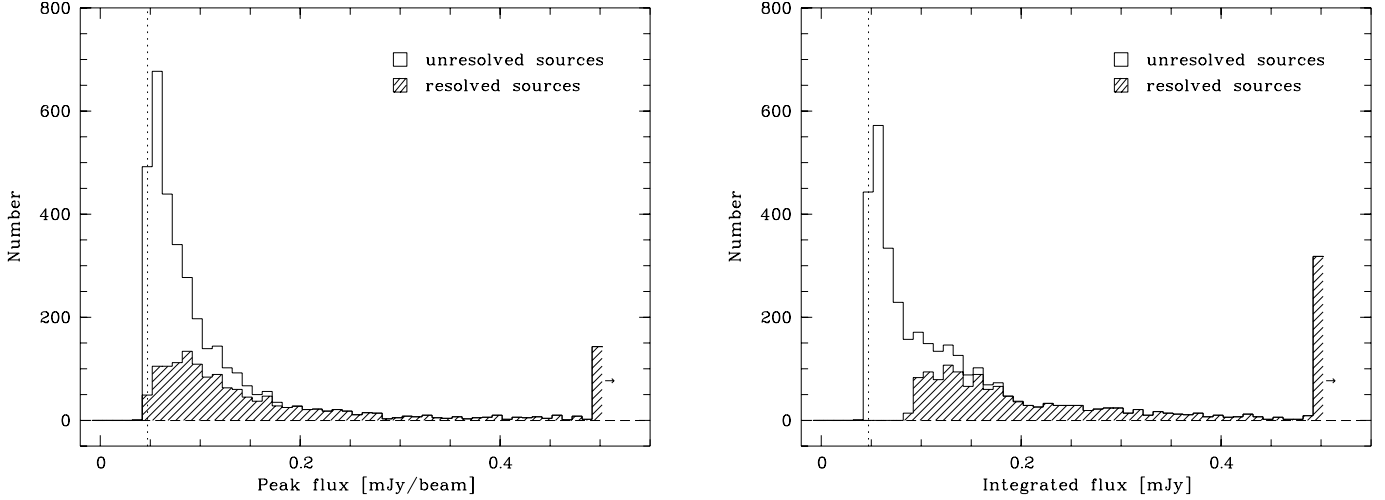 800
600
400
200
0
Number
unresolved sources
resolved sources
→
0 0.2 0.4
Peak flux [mJy/beam]
800
600
400
200
0
Number
unresolved sources
resolved sources
→
0 0.2 0.4
Integrated flux [mJy]